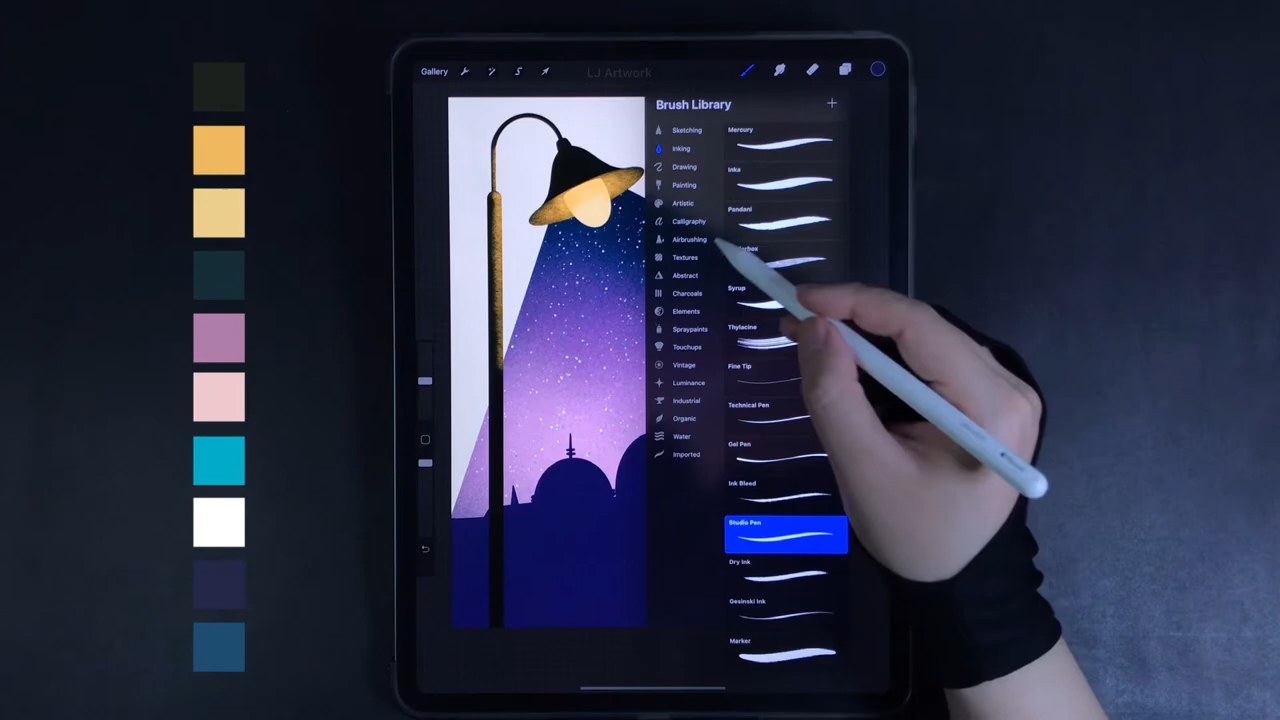 Gallery
LJ Artwork
Brush Library
Sketching
Inking
Drawing
Painting
Artistic
Calligraphy
Airbrushing
Textures
Abstract
Charcoals
Elements
Spraypaints
Touchups
Vintage
Luminance
Industrial
Organic
Water
Imported
Mercury
Inka
Pandani
Syrup
Thylacine
Fine Tip
Technical Pen
Gel Pen
Ink Bleed
Studio Pen
Dry Ink
Gesinski Ink
Marker